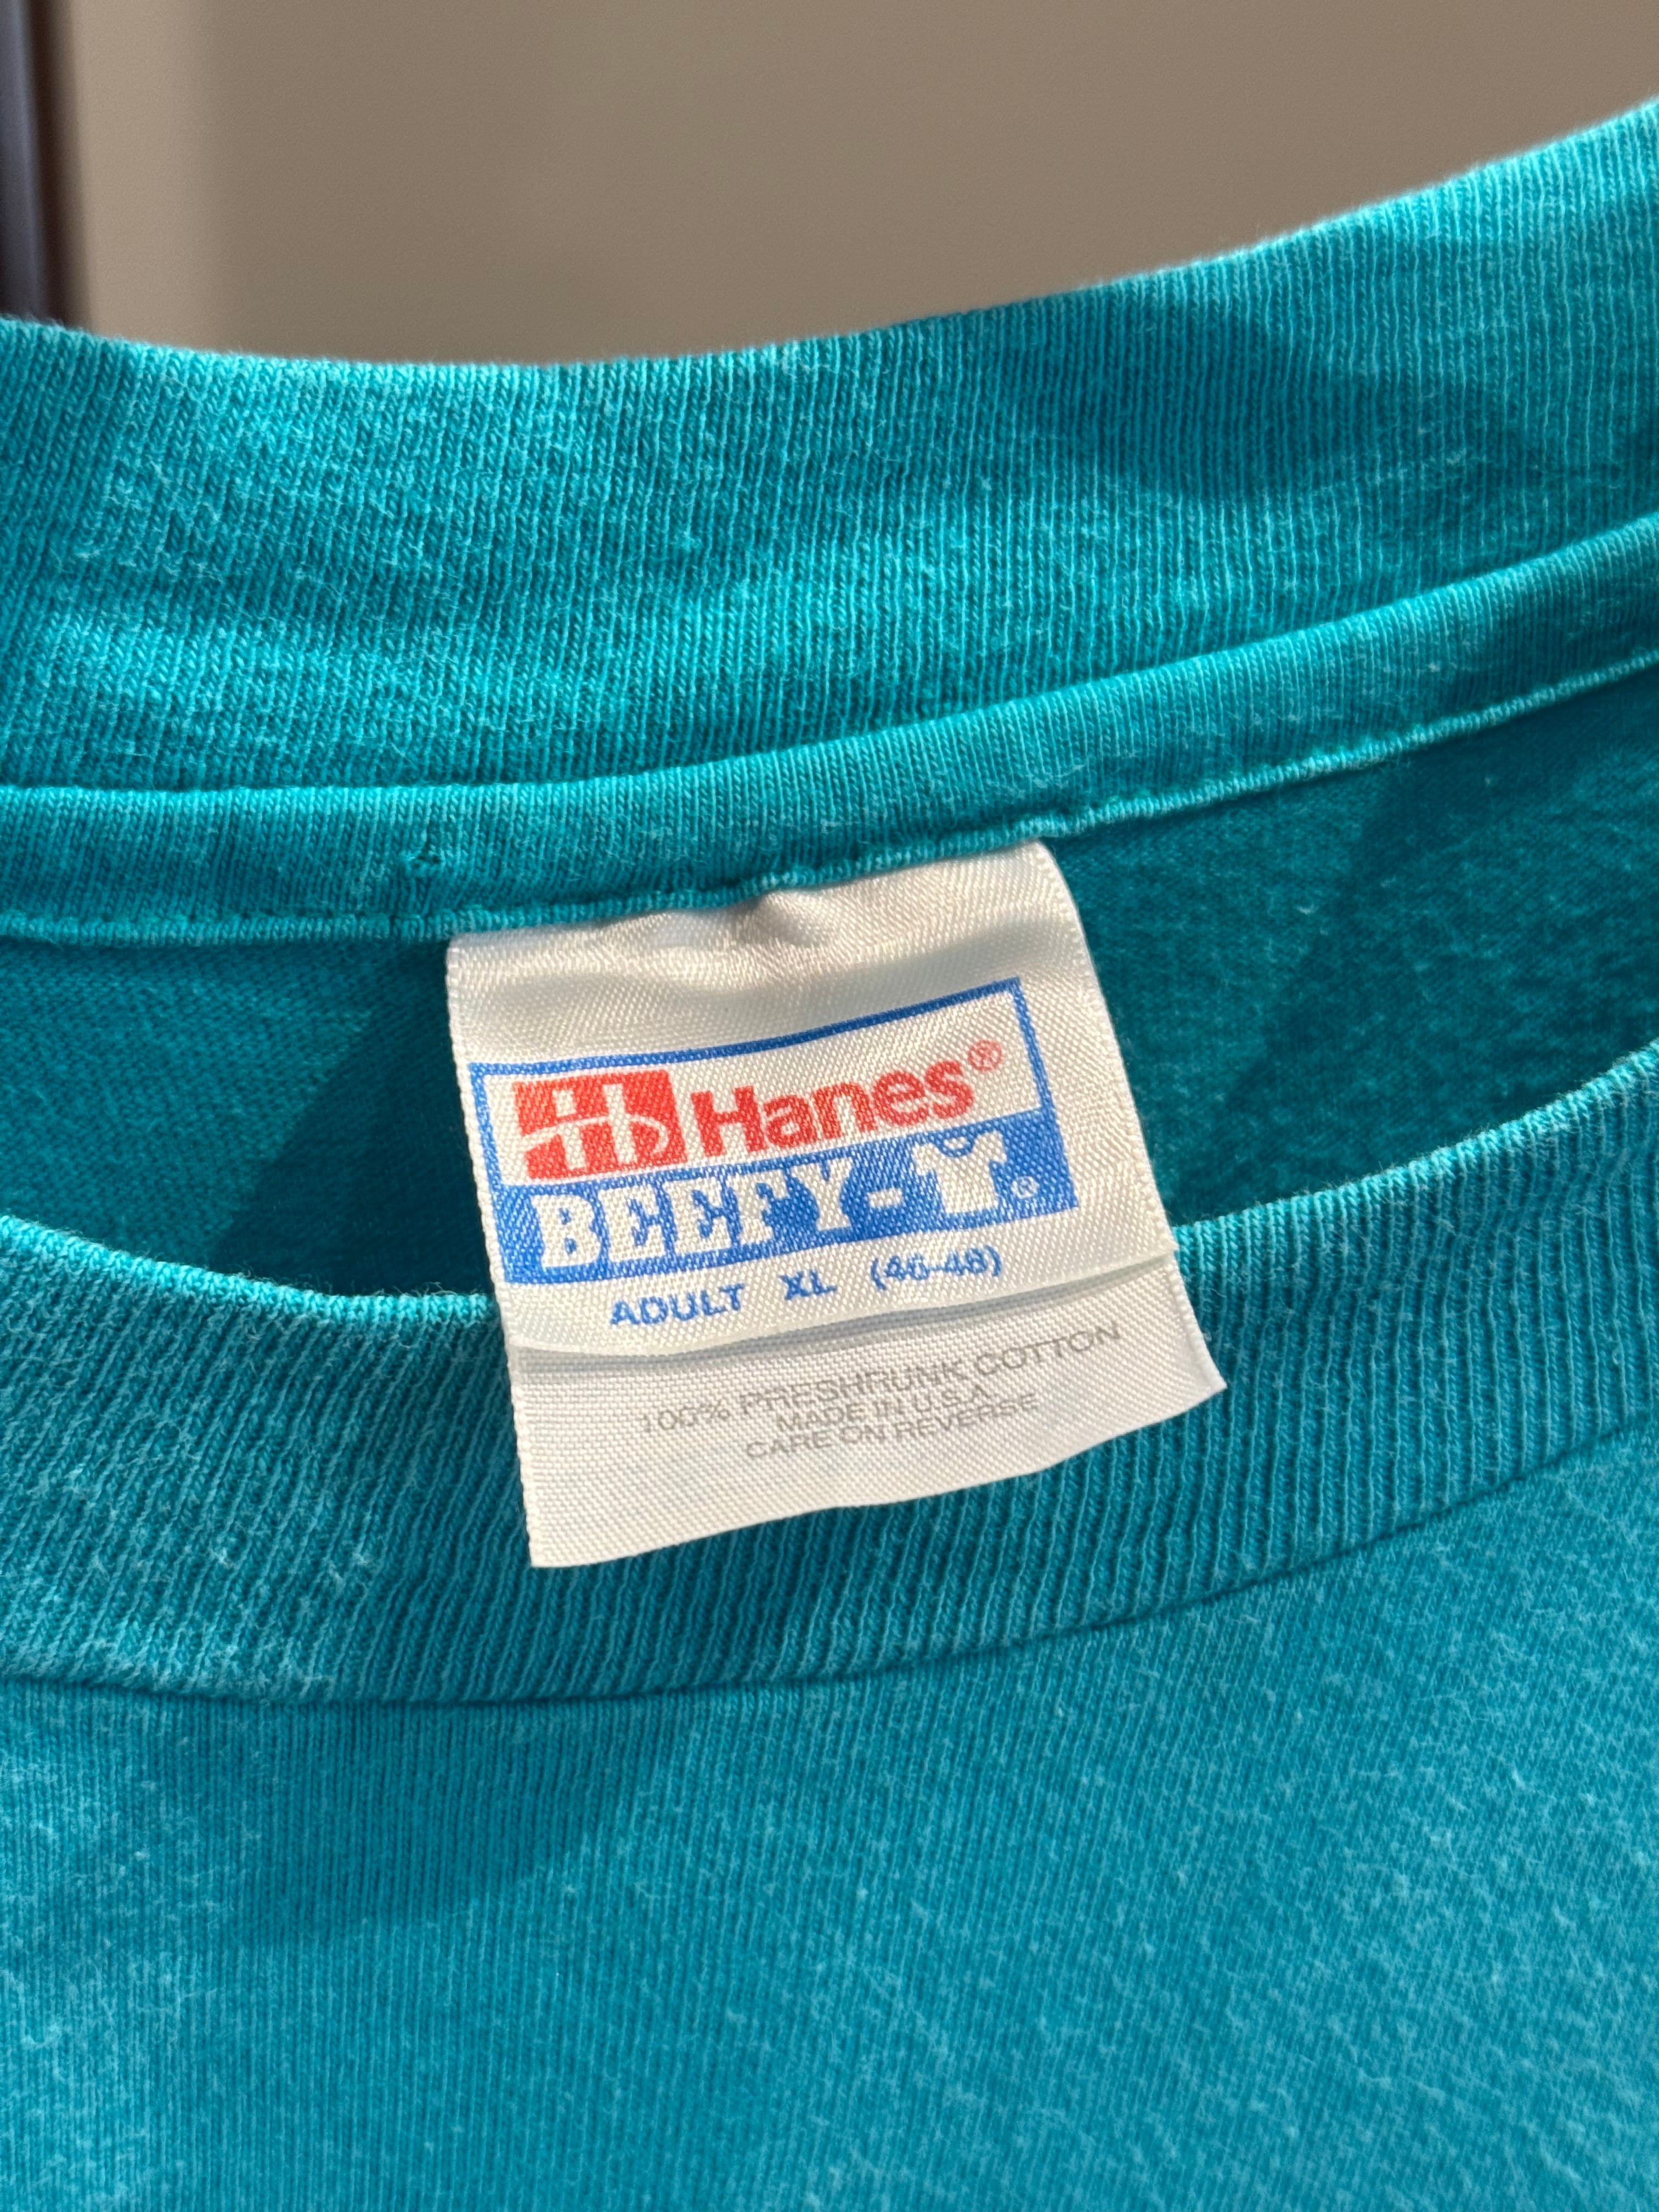 Hanes®
BEEFY-T®
ADULT XL (46-48)
100% PRESHRUNK COTTON
MADE IN U.S.A.
CARE ON REVERSE